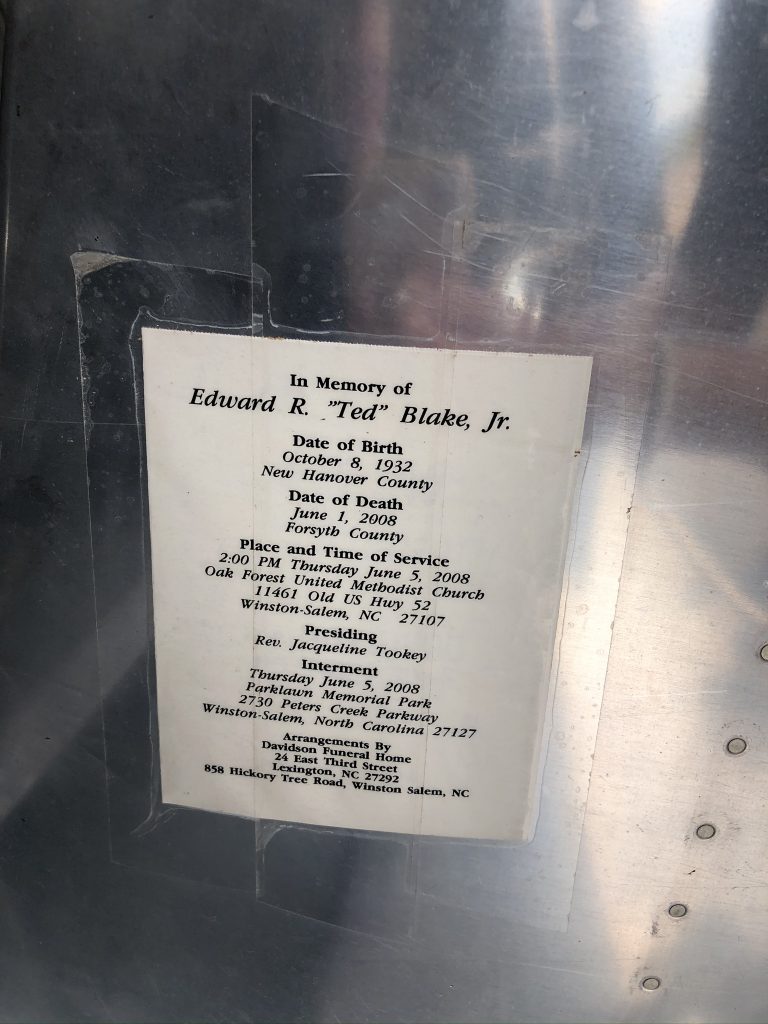 In Memory of
Edward R. "Ted" Blake, Jr.
Date of Birth
October 8, 1932
New Hanover County
Date of Death
June 1, 2008
Forsyth County
Place and Time of Service
2:00 PM Thursday June 5, 2008
Oak Forest United Methodist Church
11461 Old US Hwy 52
Winston-Salem, NC 27107
Presiding
Rev. Jacqueline Tookey
Interment
Thursday June 5, 2008
Parklawn Memorial Park
2730 Peters Creek Parkway
Winston-Salem, North Carolina 27127
Arrangements By
Davidson Funeral Home
24 East Third Street
Lexington, NC 27292
858 Hickory Tree Road, Winston Salem, NC